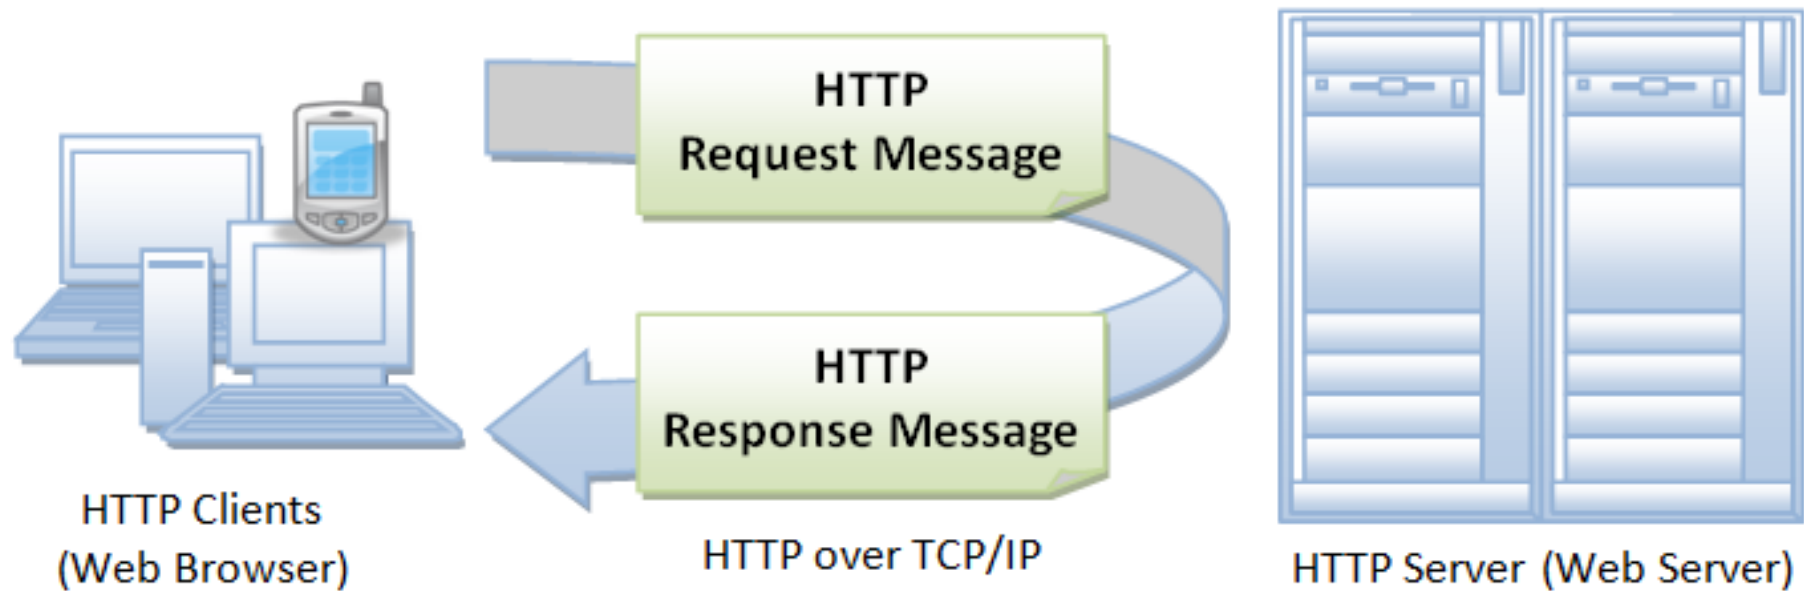 HTTP
Request Message
HTTP
Response Message
HTTP Clients
(Web Browser)
HTTP over TCP/IP
HTTP Server (Web Server)